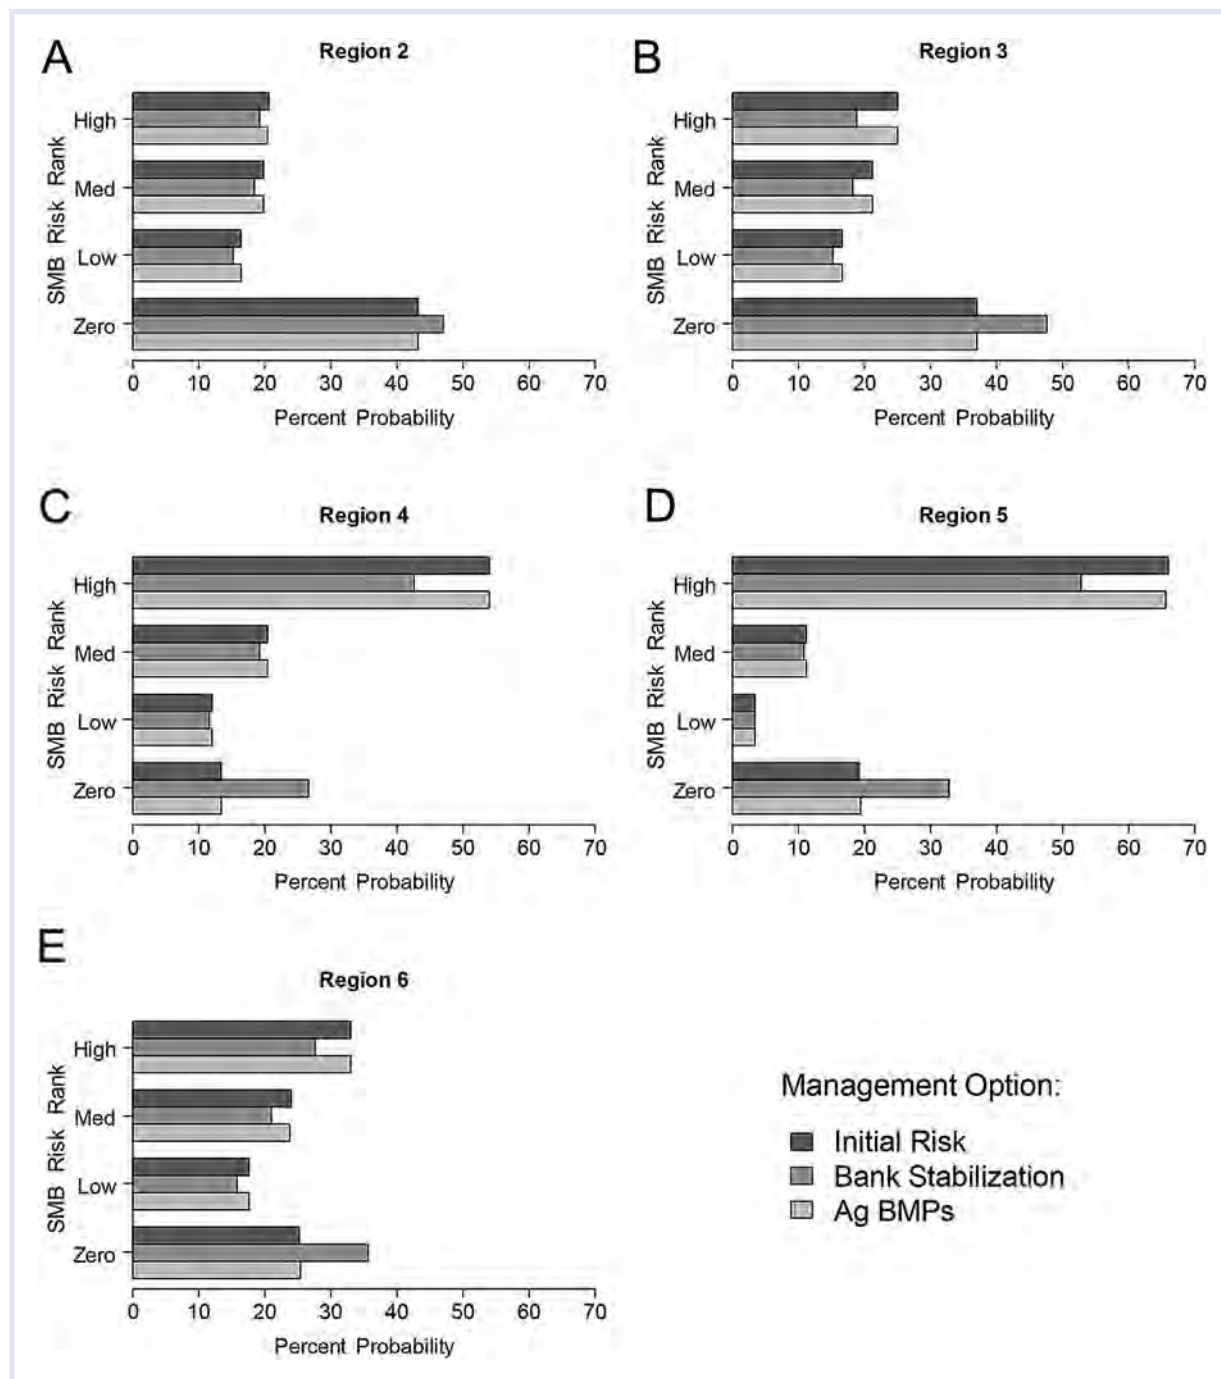 A
Region 2
SMB Risk Rank
High
Med
Low
Zero
0 10 20 30 40 50 60 70
Percent Probability
B
Region 3
SMB Risk Rank
High
Med
Low
Zero
0 10 20 30 40 50 60 70
Percent Probability
C
Region 4
SMB Risk Rank
High
Med
Low
Zero
0 10 20 30 40 50 60 70
Percent Probability
D
Region 5
SMB Risk Rank
High
Med
Low
Zero
0 10 20 30 40 50 60 70
Percent Probability
E
Region 6
SMB Risk Rank
High
Med
Low
Zero
0 10 20 30 40 50 60 70
Percent Probability
Management Option:
Initial Risk
Bank Stabilization
Ag BMPs